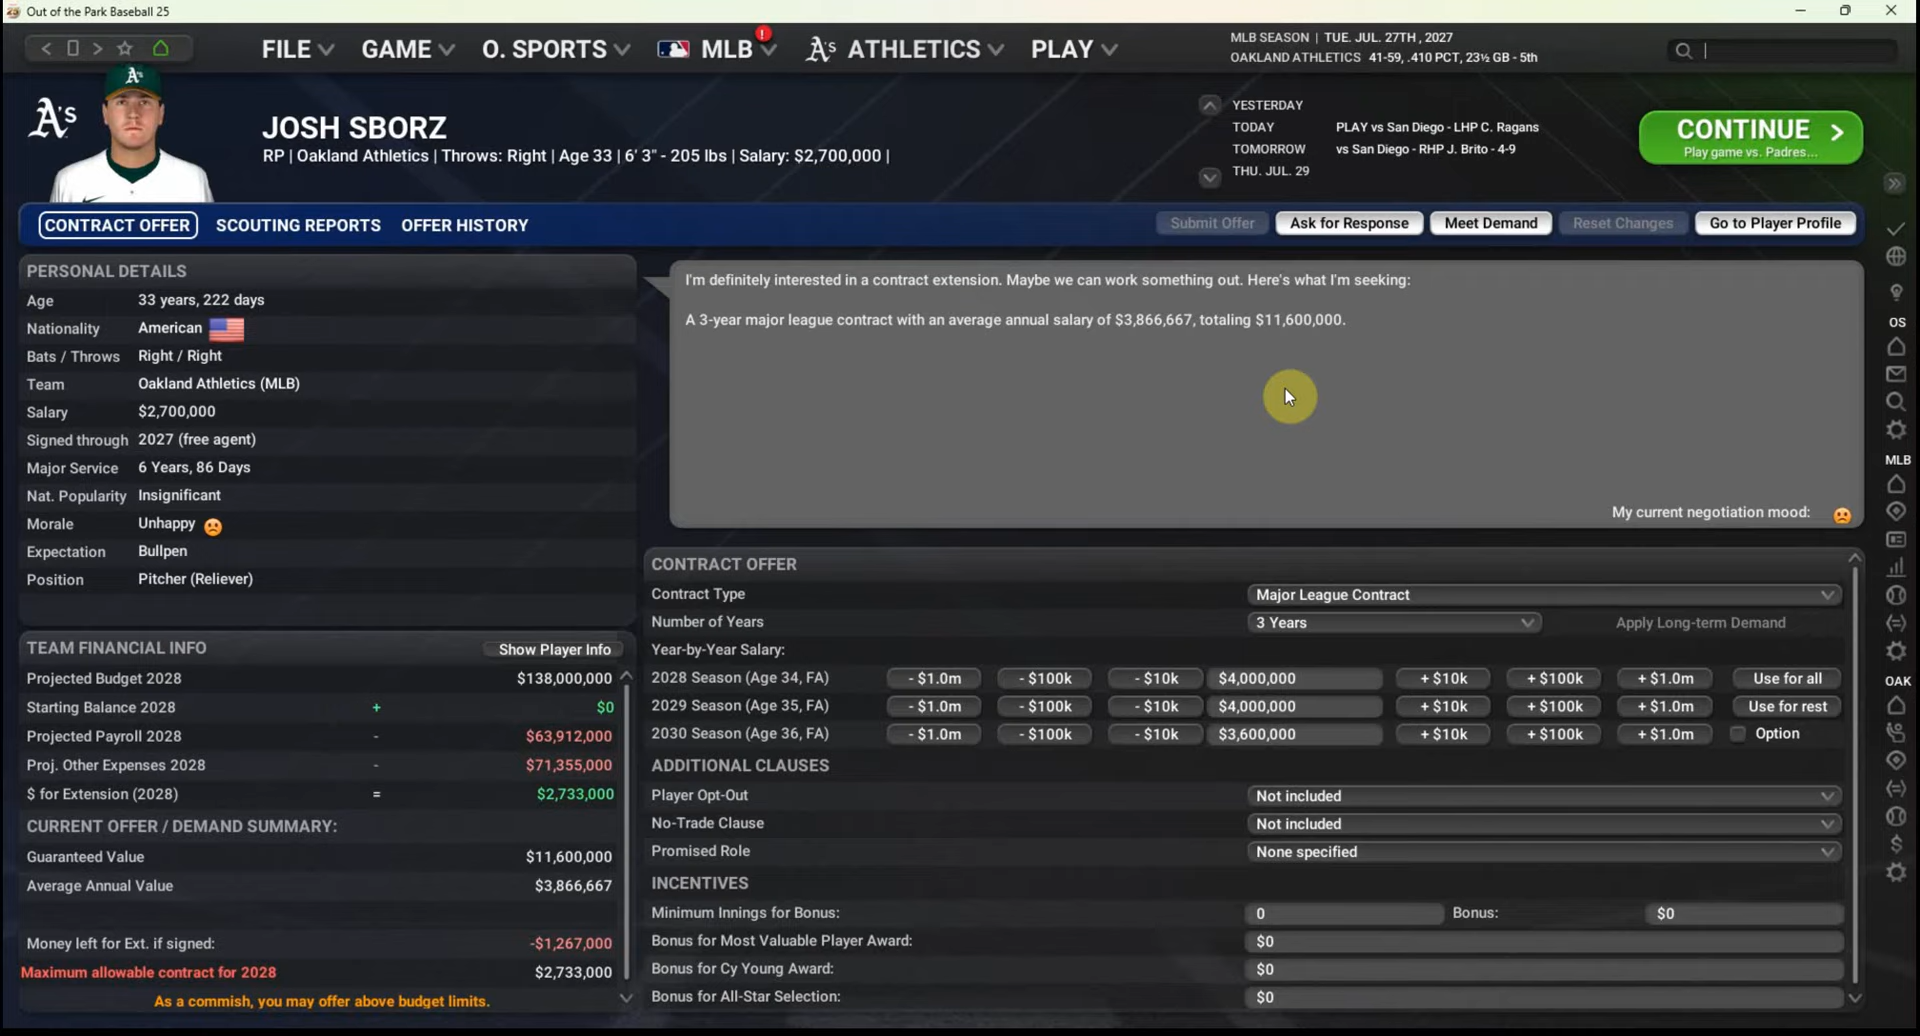 Out of the Park Baseball 25
FILE GAME O. SPORTS MLB ! A's ATHLETICS PLAY
MLB SEASON | TUE. JUL. 27TH , 2027
OAKLAND ATHLETICS 41-59, .410 PCT, 23½ GB - 5th
A's
A's
JOSH SBORZ
RP | Oakland Athletics | Throws: Right | Age 33 | 6' 3" - 205 lbs | Salary: $2,700,000 |
YESTERDAY
TODAY PLAY vs San Diego - LHP C. Ragans
TOMORROW vs San Diego - RHP J. Brito - 4-9
THU. JUL. 29
CONTINUE
Play game vs. Padres...
CONTRACT OFFER SCOUTING REPORTS OFFER HISTORY
Submit Offer Ask for Response Meet Demand Reset Changes Go to Player Profile
PERSONAL DETAILS
Age 33 years, 222 days
Nationality American
Bats / Throws Right / Right
Team Oakland Athletics (MLB)
Salary $2,700,000
Signed through 2027 (free agent)
Major Service 6 Years, 86 Days
Nat. Popularity Insignificant
Morale Unhappy
Expectation Bullpen
Position Pitcher (Reliever)
I'm definitely interested in a contract extension. Maybe we can work something out. Here's what I'm seeking:
A 3-year major league contract with an average annual salary of $3,866,667, totaling $11,600,000.
My current negotiation mood:
TEAM FINANCIAL INFO Show Player Info
Projected Budget 2028 $138,000,000
Starting Balance 2028 + $0
Projected Payroll 2028 - $63,912,000
Proj. Other Expenses 2028 - $71,355,000
$ for Extension (2028) = $2,733,000
CURRENT OFFER / DEMAND SUMMARY:
Guaranteed Value $11,600,000
Average Annual Value $3,866,667
Money left for Ext. if signed: -$1,267,000
Maximum allowable contract for 2028 $2,733,000
As a commish, you may offer above budget limits.
CONTRACT OFFER
Contract Type Major League Contract
Number of Years 3 Years Apply Long-term Demand
Year-by-Year Salary:
2028 Season (Age 34, FA) - $1.0m - $100k - $10k $4,000,000 + $10k + $100k + $1.0m Use for all
2029 Season (Age 35, FA) - $1.0m - $100k - $10k $4,000,000 + $10k + $100k + $1.0m Use for rest
2030 Season (Age 36, FA) - $1.0m - $100k - $10k $3,600,000 + $10k + $100k + $1.0m Option
ADDITIONAL CLAUSES
Player Opt-Out Not included
No-Trade Clause Not included
Promised Role None specified
INCENTIVES
Minimum Innings for Bonus: 0 Bonus: $0
Bonus for Most Valuable Player Award: $0
Bonus for Cy Young Award: $0
Bonus for All-Star Selection: $0
OS
MLB
OAK